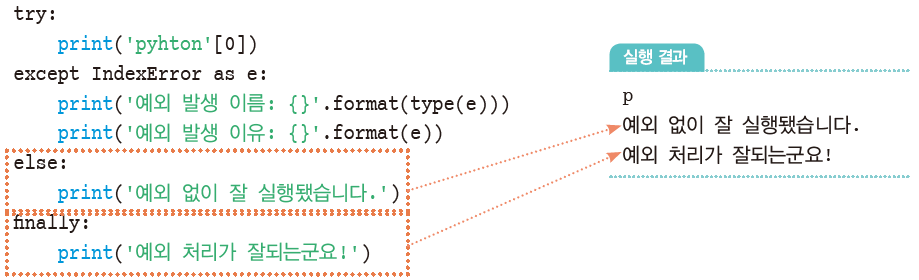 try:
    print('pyhton'[0])
except IndexError as e:
    print('예외 발생 이름: {}'.format(type(e)))
    print('예외 발생 이유: {}'.format(e))
else:
    print('예외 없이 잘 실행됐습니다.')
finally:
    print('예외 처리가 잘되는군요!')
실행 결과
p
예외 없이 잘 실행됐습니다.
예외 처리가 잘되는군요!